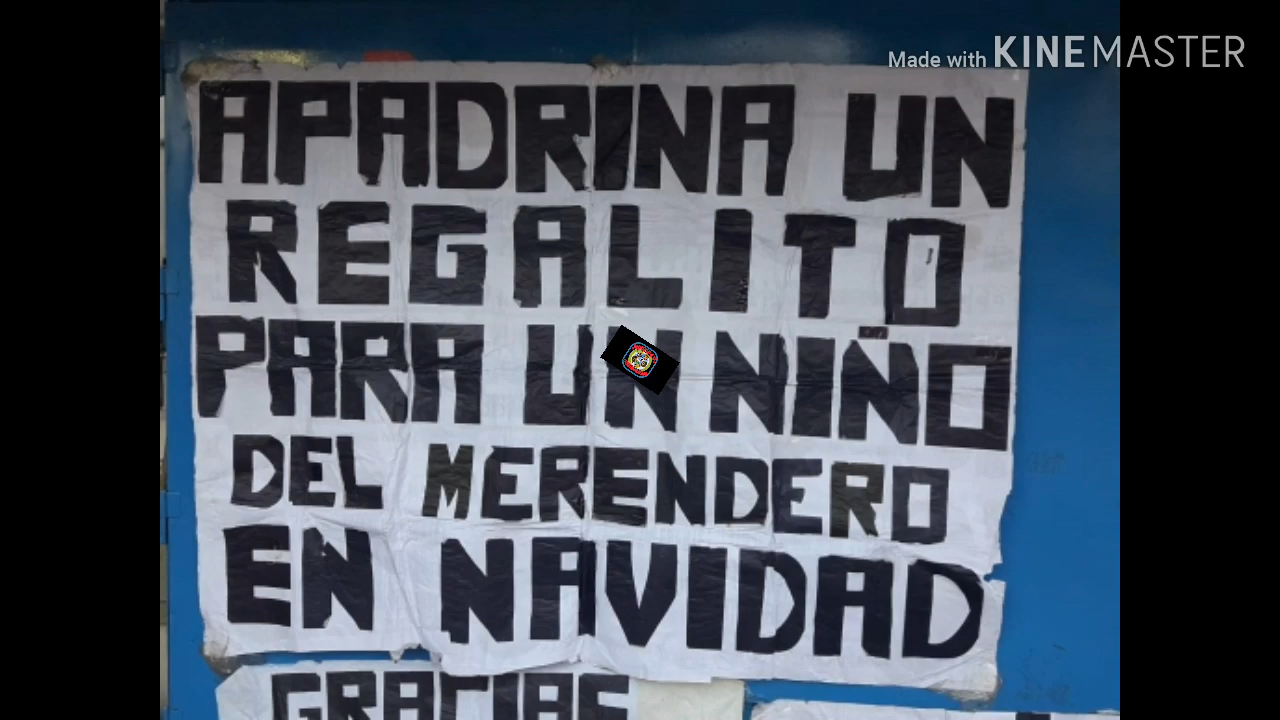 Made with KINEMASTER
APADRINA UN
REGALITO
PARA UN NIÑO
DEL MERENDERO
EN NAVIDAD
GRACIAS